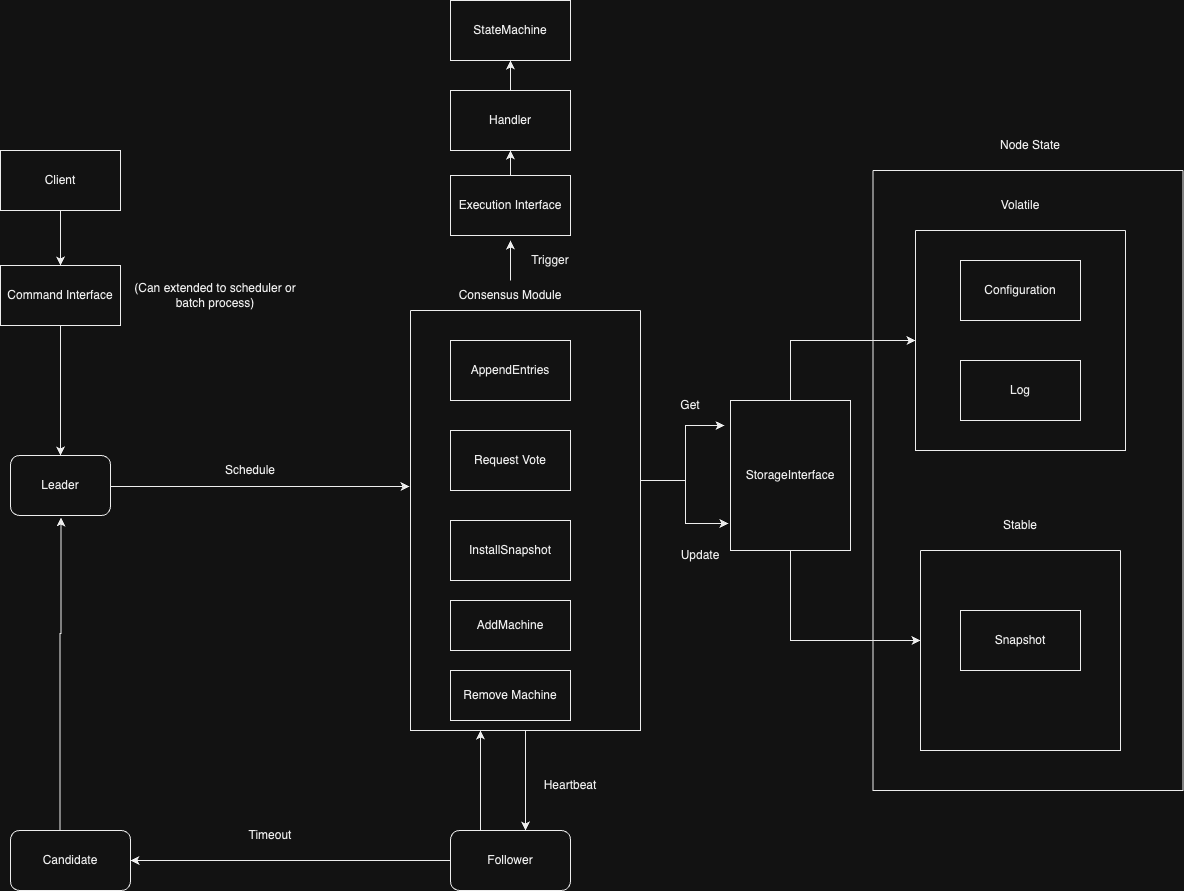 StateMachine
Handler
Node State
Client
Execution Interface
Volatile
Trigger
Command Interface
(Can extended to scheduler or
batch process)
Consensus Module
Configuration
AppendEntries
Log
Get
Request Vote
Schedule
Leader
StorageInterface
Stable
InstallSnapshot
Update
AddMachine
Snapshot
Remove Machine
Heartbeat
Timeout
Candidate
Follower